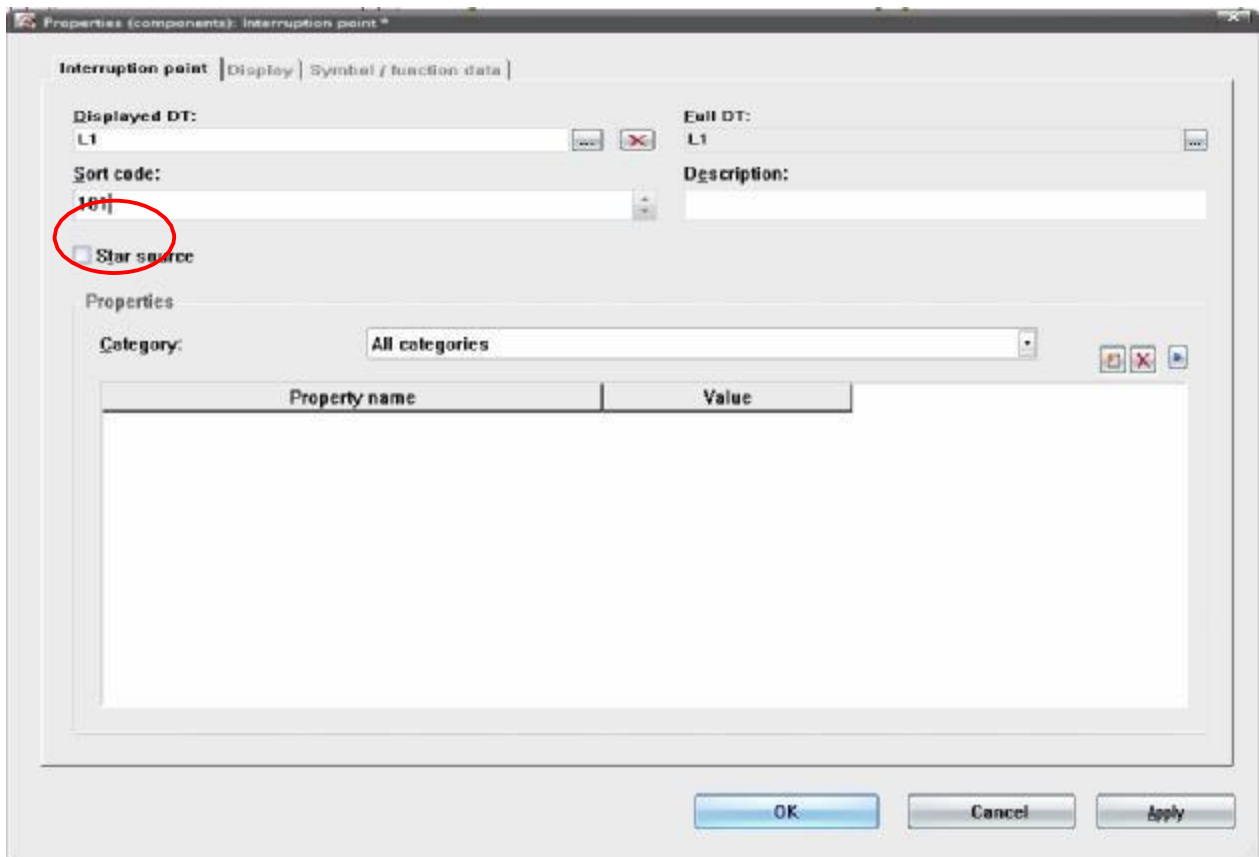 Properties (components): Interruption point *
Interruption point Display Symbol / function data
Displayed DT: Full DT:
L1 ... L1 ...
Sort code: Description:
101
Star source
Properties
Category: All categories
Property name Value
OK Cancel Apply